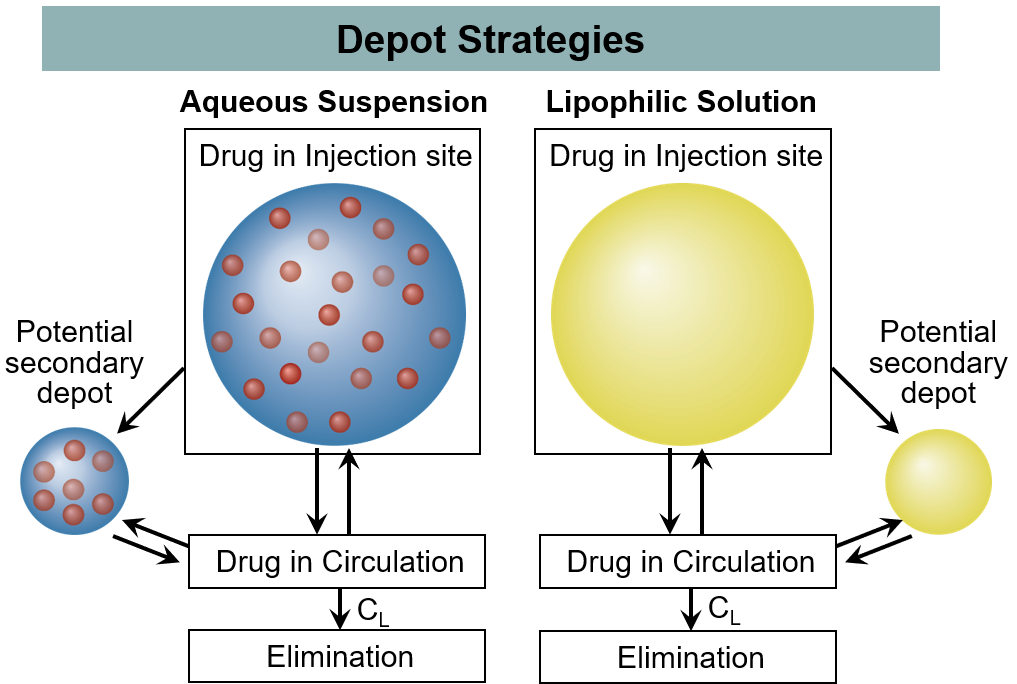 Depot Strategies
Aqueous Suspension
Drug in Injection site
Potential
secondary
depot
Drug in Circulation
CL
Elimination
Lipophilic Solution
Drug in Injection site
Potential
secondary
depot
Drug in Circulation
CL
Elimination